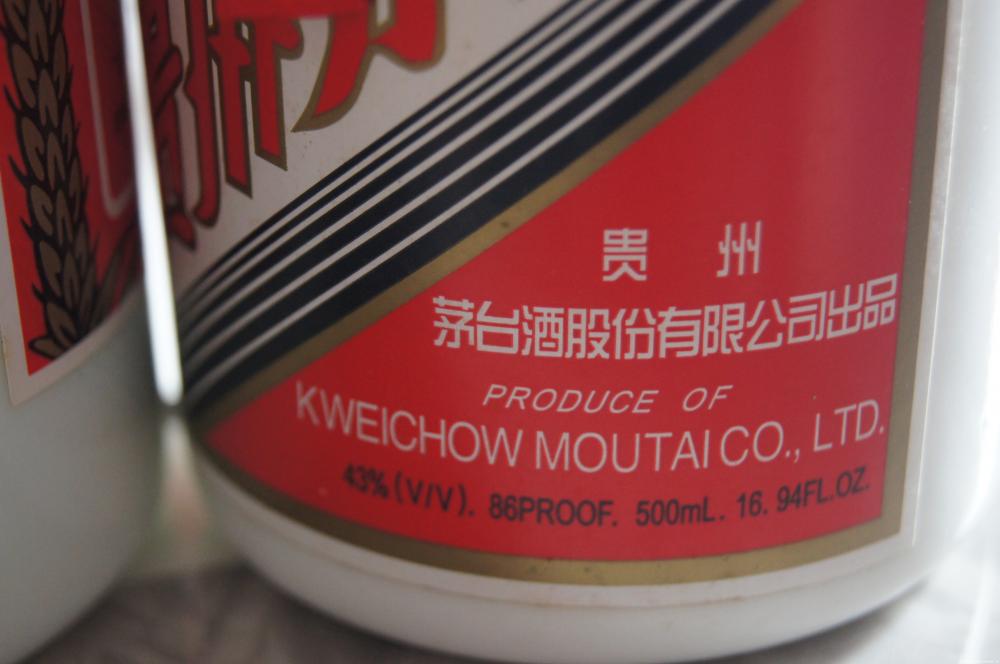 贵 州
茅台酒股份有限公司出品
PRODUCE OF
KWEICHOW MOUTAI CO., LTD.
43% (V/V). 86PROOF. 500mL. 16. 94FL.OZ.